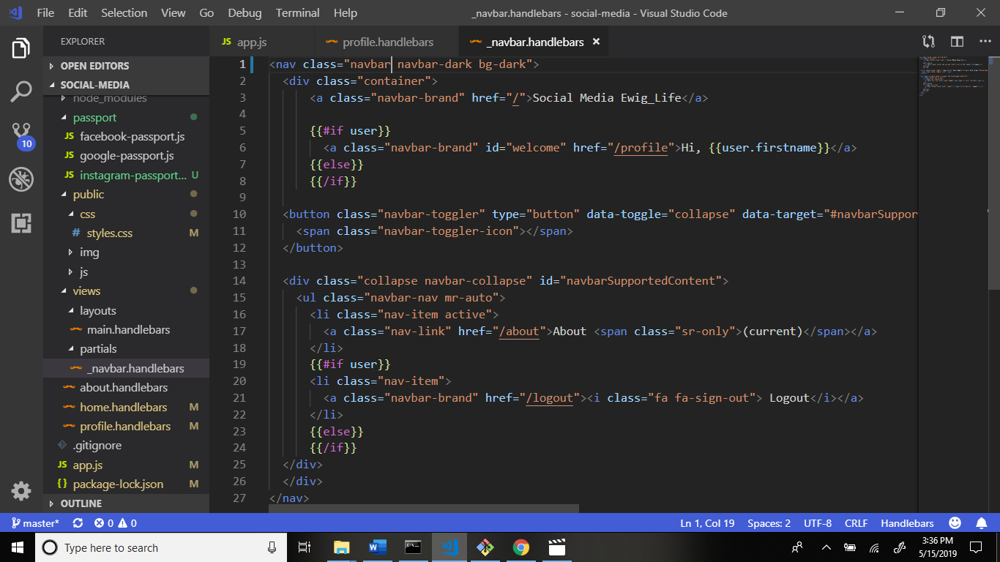 File Edit Selection View Go Debug Terminal Help
_navbar.handlebars - social-media - Visual Studio Code
EXPLORER
JS app.js
profile.handlebars
_navbar.handlebars ×
OPEN EDITORS
SOCIAL-MEDIA
node_modules
passport
JS facebook-passport.js
JS google-passport.js
JS instagram-passport... U
public
css
# styles.css M
img
js
views
layouts
main.handlebars
partials
_navbar.handlebars
about.handlebars
home.handlebars M
profile.handlebars M
.gitignore
JS app.js M
{} package-lock.json M
OUTLINE
10
1 <nav class="navbar navbar-dark bg-dark">
2 <div class="container">
3 <a class="navbar-brand" href="/">Social Media Ewig_Life</a>
4
5 {{#if user}}
6 <a class="navbar-brand" id="welcome" href="/profile">Hi, {{user.firstname}}</a>
7 {{else}}
8 {{/if}}
9
10 <button class="navbar-toggler" type="button" data-toggle="collapse" data-target="#navbarSuppor
11 <span class="navbar-toggler-icon"></span>
12 </button>
13
14 <div class="collapse navbar-collapse" id="navbarSupportedContent">
15 <ul class="navbar-nav mr-auto">
16 <li class="nav-item active">
17 <a class="nav-link" href="/about">About <span class="sr-only">(current)</span></a>
18 </li>
19 {{#if user}}
20 <li class="nav-item">
21 <a class="navbar-brand" href="/logout"><i class="fa fa-sign-out"> Logout</i></a>
22 </li>
23 {{else}}
24 {{/if}}
25 </div>
26 </div>
27 </nav>
master* 0 0
Ln 1, Col 19 Spaces: 2 UTF-8 CRLF Handlebars
Type here to search
3:36 PM
5/15/2019